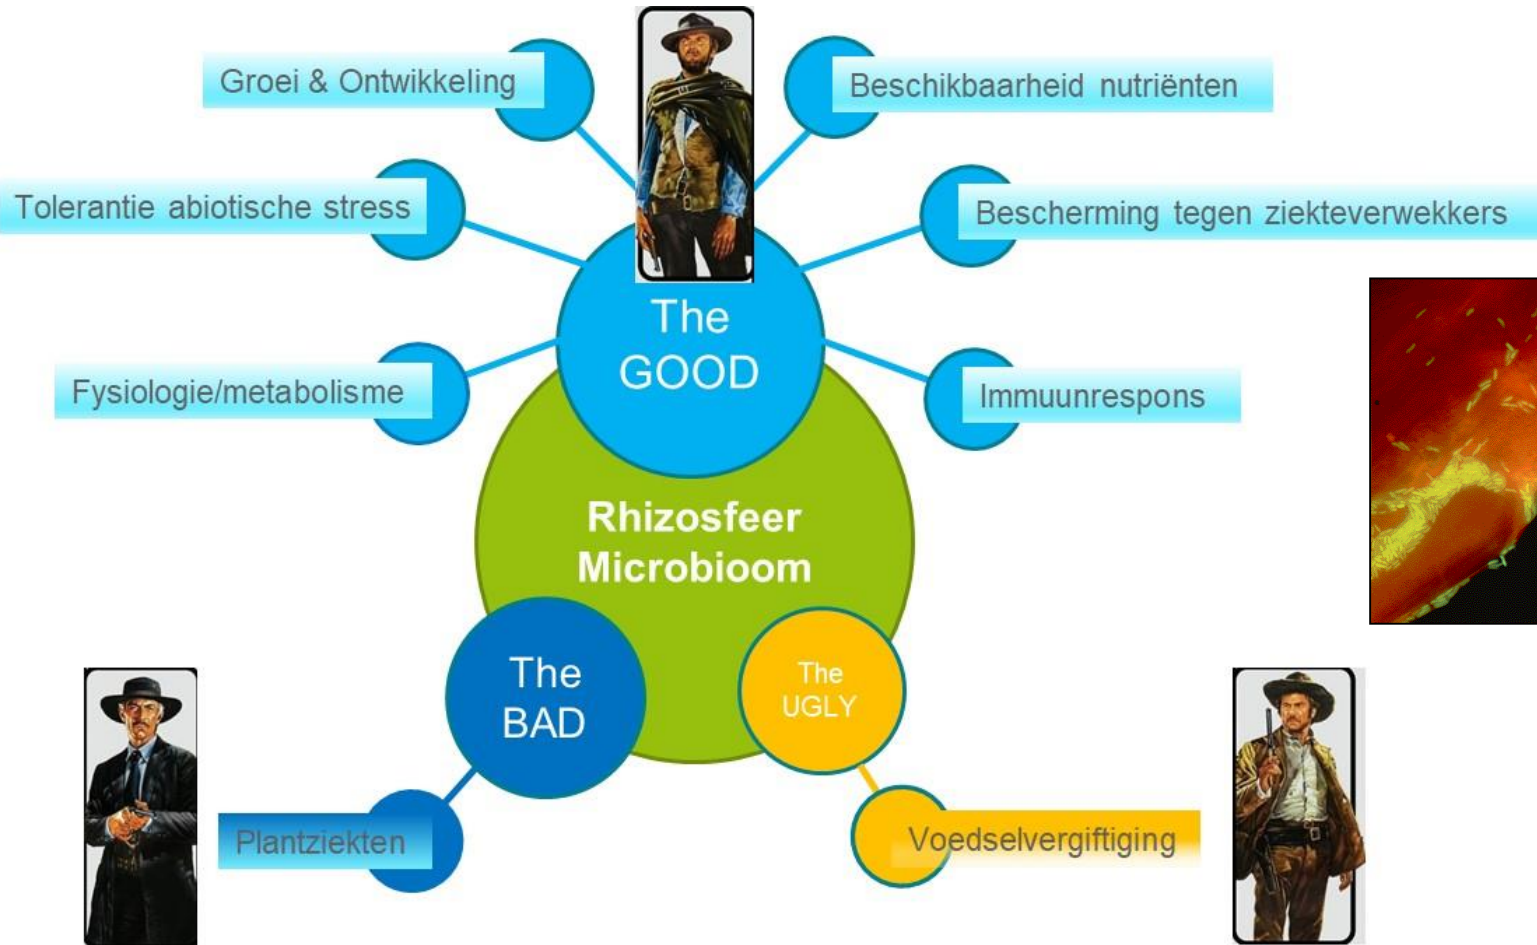 Groei & Ontwikkeling
Beschikbaarheid nutriënten
Tolerantie abiotische stress
Bescherming tegen ziekteverwekkers
The
GOOD
Fysiologie/metabolisme
Immuunrespons
Rhizosfeer
Microbioom
The
BAD
The
UGLY
Plantziekten
Voedselvergiftiging